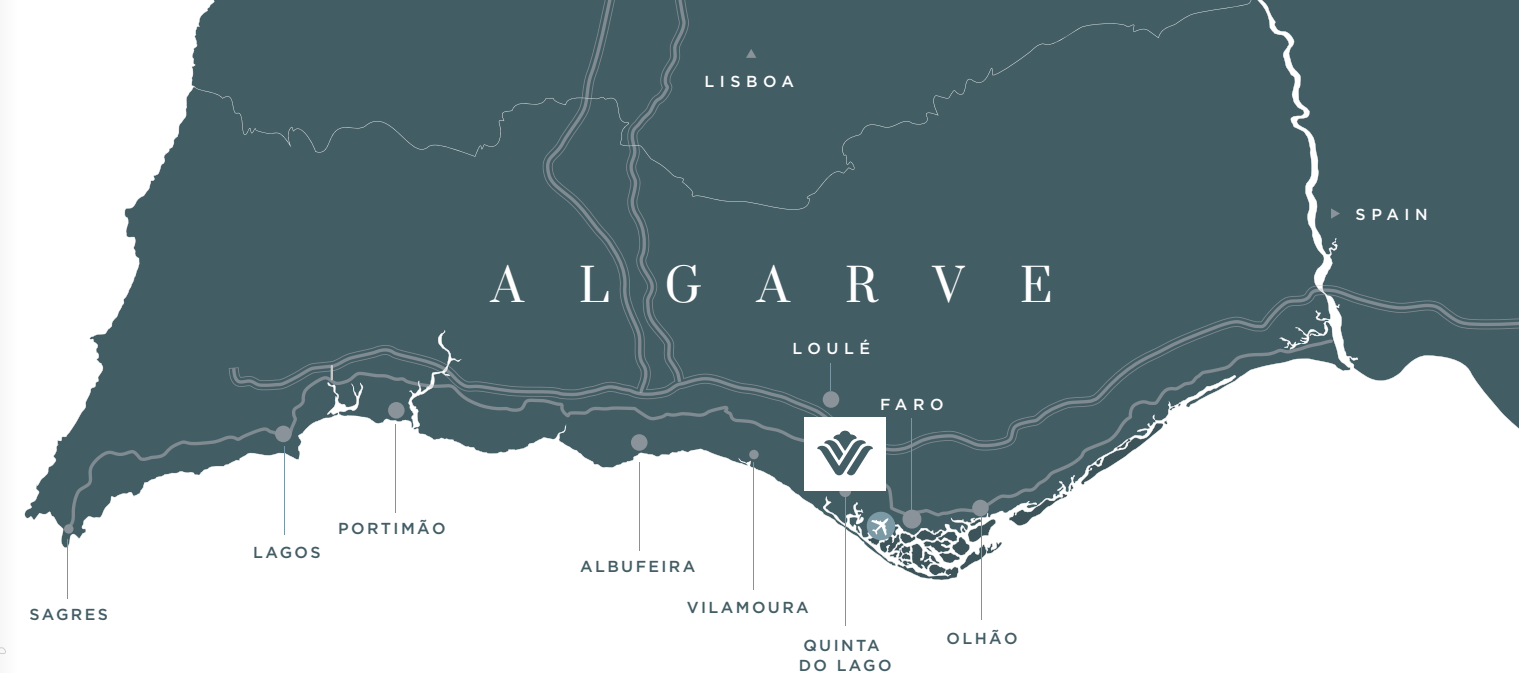 LISBOA
SPAIN
ALGARVE
LOULÉ
FARO
PORTIMÃO
LAGOS
ALBUFEIRA
VILAMOURA
SAGRES
OLHÃO
QUINTA
DO LAGO